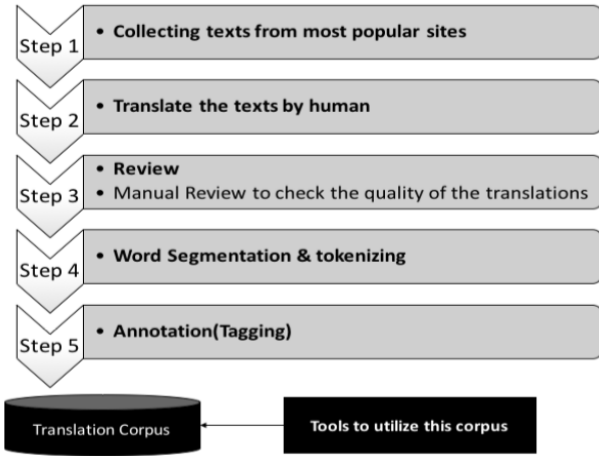 Step 1
• Collecting texts from most popular sites
Step 2
• Translate the texts by human
Step 3
• Review
• Manual Review to check the quality of the translations
Step 4
• Word Segmentation & tokenizing
Step 5
• Annotation(Tagging)
Translation Corpus
Tools to utilize this corpus